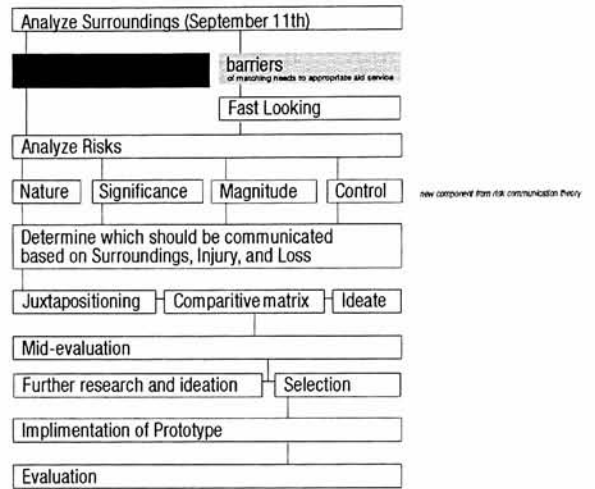 Analyze Surroundings (September 11th)
barriers
of matching needs to appropriate aid service
Fast Looking
Analyze Risks
Nature Significance Magnitude Control new component from risk communication theory
Determine which should be communicated
based on Surroundings, Injury, and Loss
Juxtapositioning Comparitive matrix Ideate
Mid-evaluation
Further research and ideation Selection
Implimentation of Prototype
Evaluation